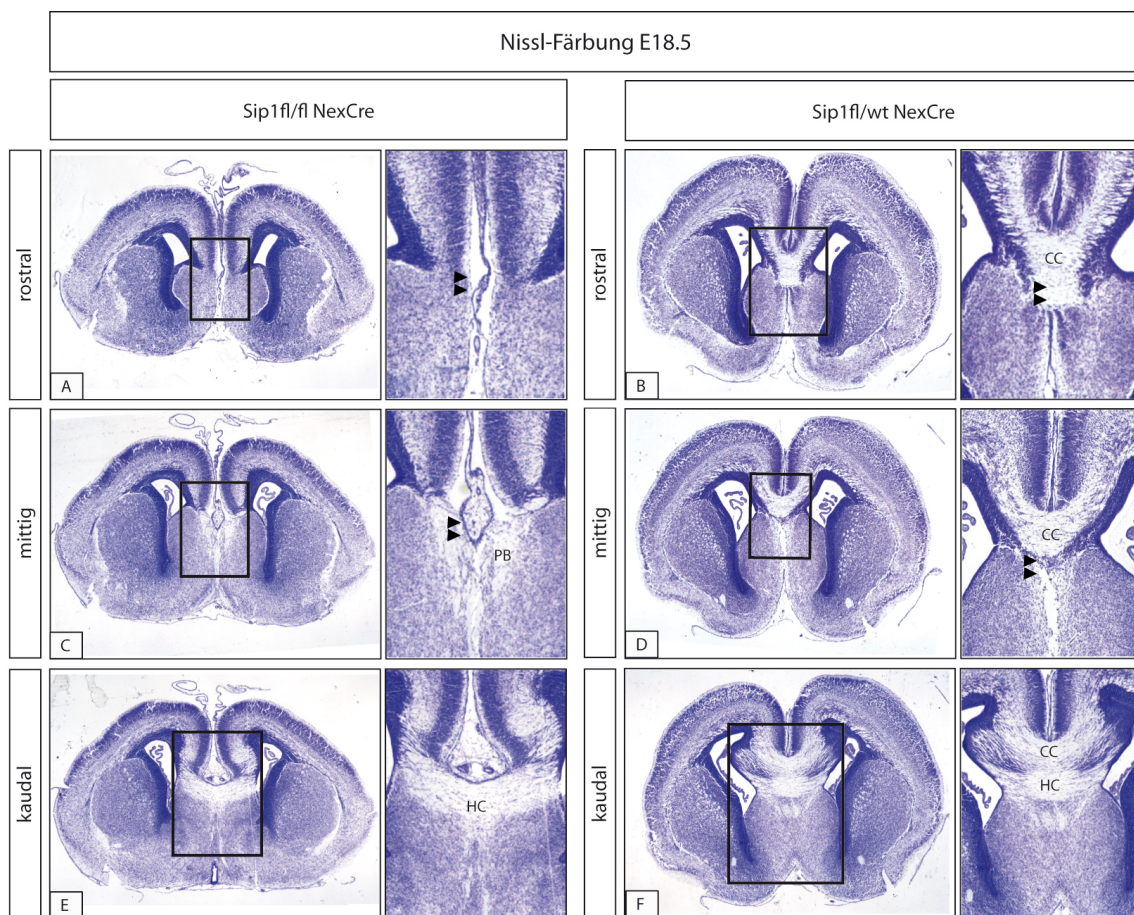 Nissl-Färbung E18.5
Sip1fl/fl NexCre
Sip1fl/wt NexCre
rostral
A
rostral
CC
B
mittig
PB
C
mittig
CC
D
kaudal
HC
E
kaudal
CC
HC
F